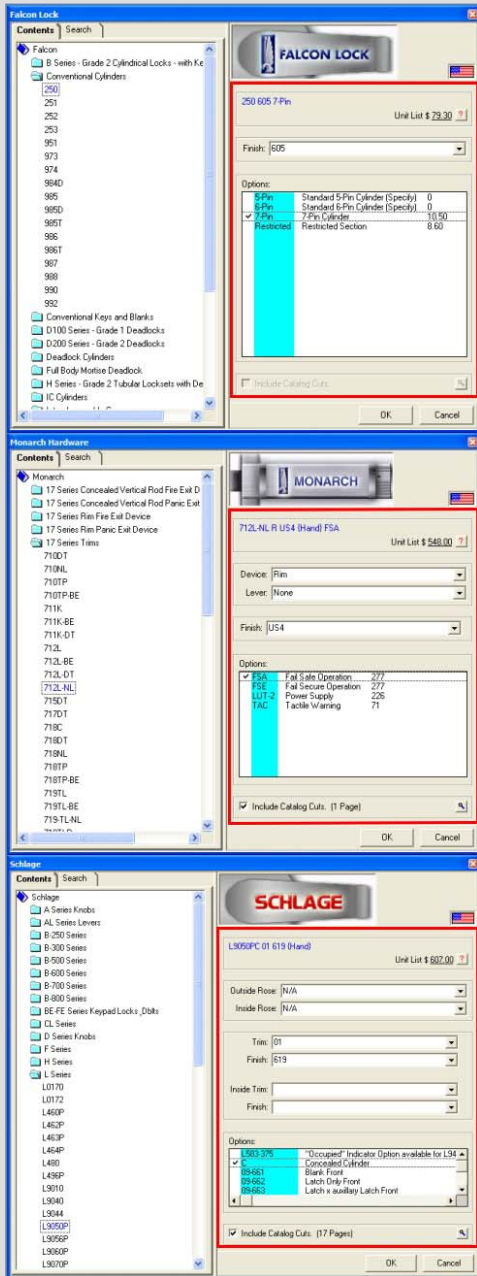 Falcon Lock
Contents
Search
Falcon
B Series - Grade 2 Cylindrical Locks - with Ke
Conventional Cylinders
250
251
252
253
951
973
974
984D
985
985D
985T
986
986T
987
988
990
992
Conventional Keys and Blanks
D100 Series - Grade 1 Deadlocks
D200 Series - Grade 2 Deadlocks
Deadlock Cylinders
Full Body Mortise Deadlock
H Series - Grade 2 Tubular Locksets with De
IC Cylinders
FALCON LOCK
250 605 7-Pin
Unit List $ 79.30 ?
Finish: 605
Options:
5-Pin Standard 5-Pin Cylinder (Specify) 0
6-Pin Standard 6-Pin Cylinder (Specify) 0
7-Pin 7-Pin Cylinder 10.50
Restricted Restricted Section 8.60
Include Catalog Cuts.
OK Cancel
Monarch Hardware
Contents
Search
Monarch
17 Series Concealed Vertical Rod Fire Exit D
17 Series Concealed Vertical Rod Panic Exit
17 Series Rim Fire Exit Device
17 Series Rim Panic Exit Device
17 Series Trims
710DT
710NL
710TP
710TP-BE
711K
711K-BE
711K-DT
712L
712L-BE
712L-DT
712L-NL
715DT
717DT
718C
718DT
718NL
718TP
718TP-BE
719TL
719TL-BE
719-TL-NL
MONARCH
712L-NL R US4 (Hand) FSA
Unit List $ 548.00 ?
Device: Rim
Lever: None
Finish: US4
Options:
FSA Fail Safe Operation 277
FSE Fail Secure Operation 277
LUT-2 Power Supply 226
TAC Tactile Warning 71
Include Catalog Cuts. (1 Page)
OK Cancel
Schlage
Contents
Search
Schlage
A Series Knobs
AL Series Levers
B-250 Series
B-300 Series
B-500 Series
B-600 Series
B-700 Series
B-800 Series
BE-FE Series Keypad Locks ,Dblts
CL Series
D Series Knobs
F Series
H Series
L Series
L0170
L0172
L460P
L462P
L463P
L464P
L480
L496P
L9010
L9040
L9044
L9050P
L9056P
L9060P
L9070P
SCHLAGE
L9050PC 01 619 (Hand)
Unit List $ 607.00 ?
Outside Rose: N/A
Inside Rose: N/A
Trim: 01
Finish: 619
Inside Trim:
Finish:
Options:
L583-375 "Occupied" Indicator Option available for L94
C Concealed Cylinder
09-661 Blank Front
09-662 Latch Only Front
09-663 Latch x auxiliary Latch Front
Include Catalog Cuts. (17 Pages)
OK Cancel